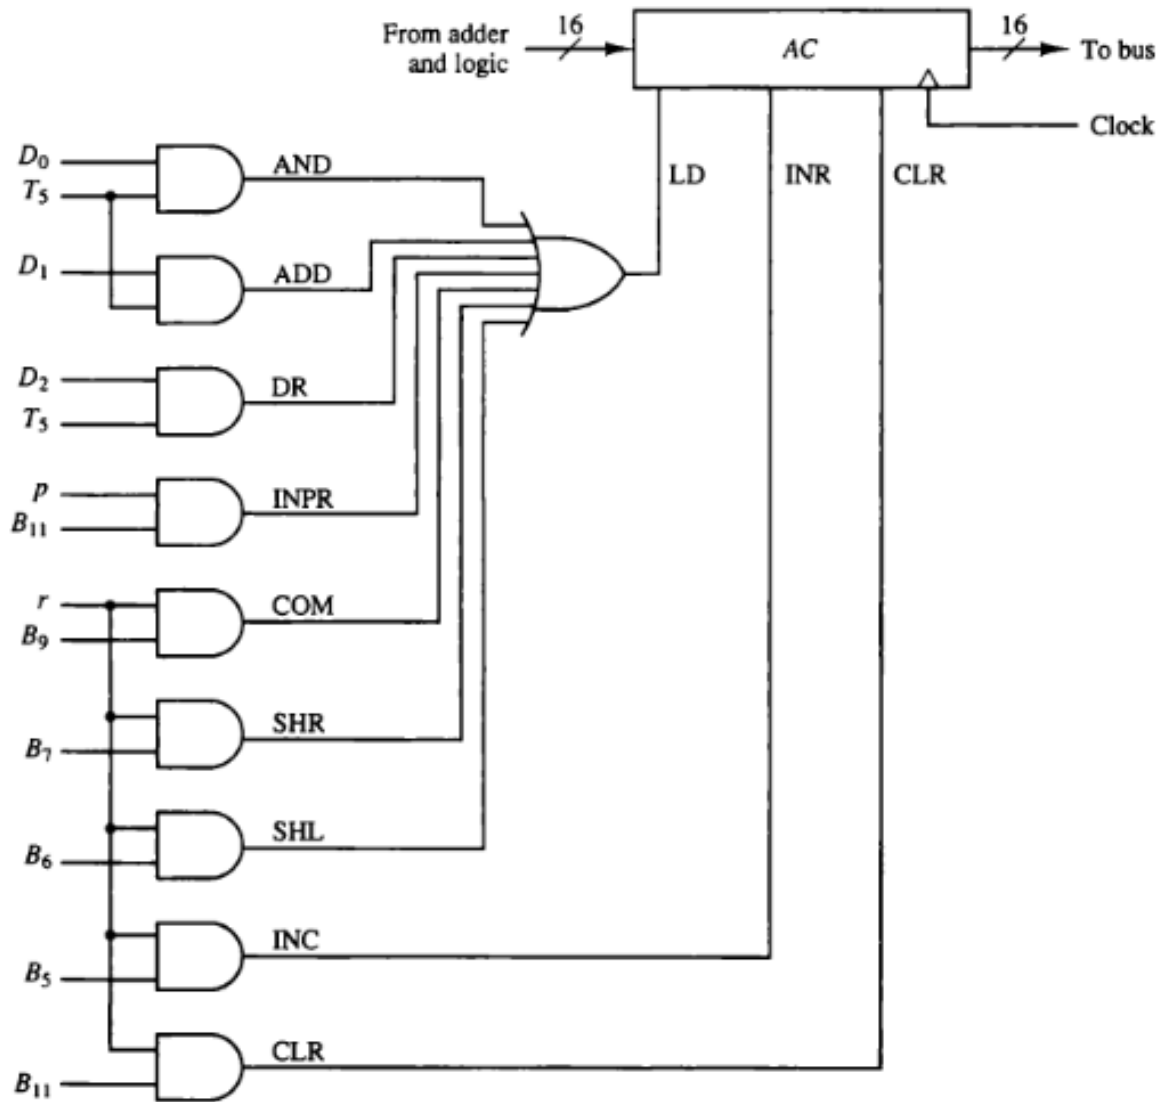 From adder
and logic
16
AC
16
To bus
Clock
LD
INR
CLR
D₀
T₅
AND
D₁
ADD
D₂
T₅
DR
p
B₁₁
INPR
r
B₉
COM
B₇
SHR
B₆
SHL
B₅
INC
B₁₁
CLR